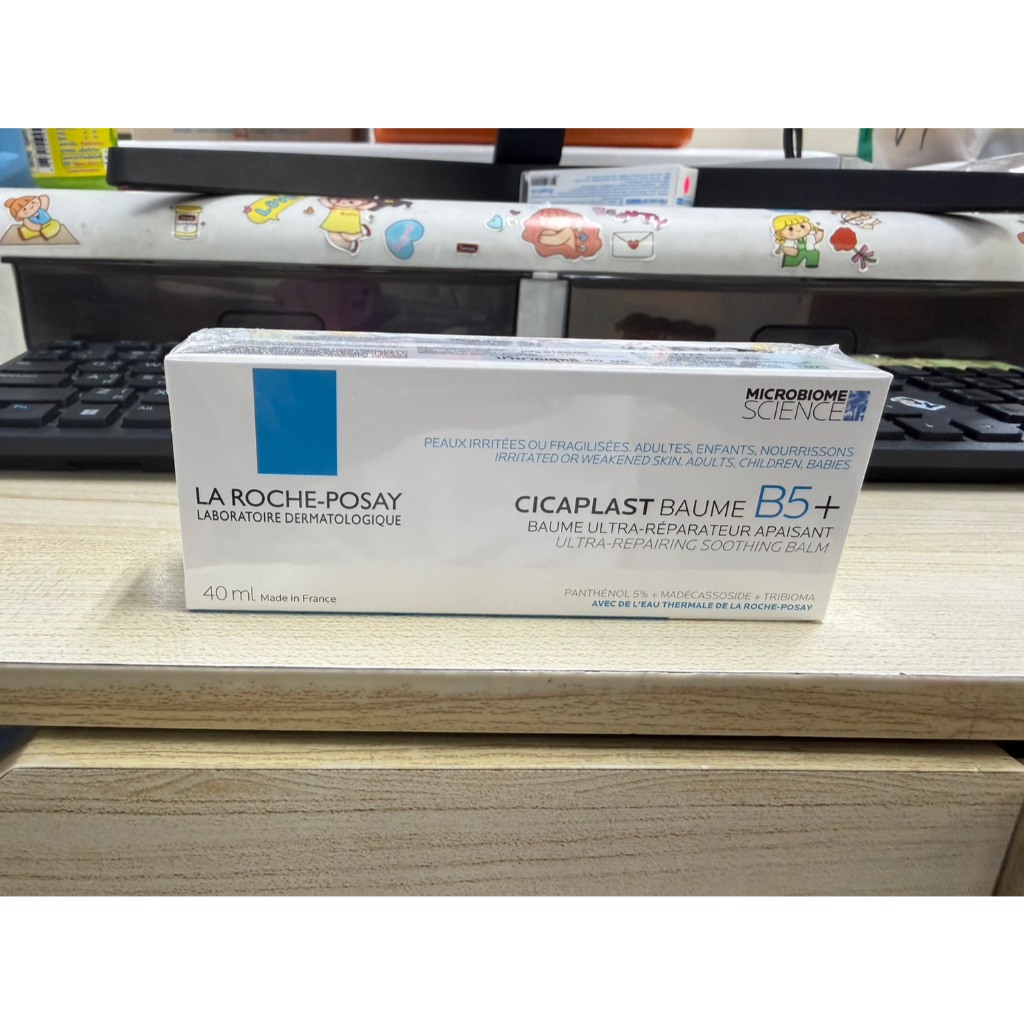 MICROBIOME
SCIENCE
PEAUX IRRITÉES OU FRAGILISÉES. ADULTES, ENFANTS, NOURRISSONS
IRRITATED OR WEAKENED SKIN. ADULTS, CHILDREN, BABIES
LA ROCHE-POSAY
LABORATOIRE DERMATOLOGIQUE
CICAPLAST BAUME B5+
BAUME ULTRA-RÉPARATEUR APAISANT
ULTRA-REPAIRING SOOTHING BALM
40 ml Made in France
PANTHÉNOL 5% + MADÉCASSOSIDE + TRIBIOMA
AVEC DE L'EAU THERMALE DE LA ROCHE-POSAY